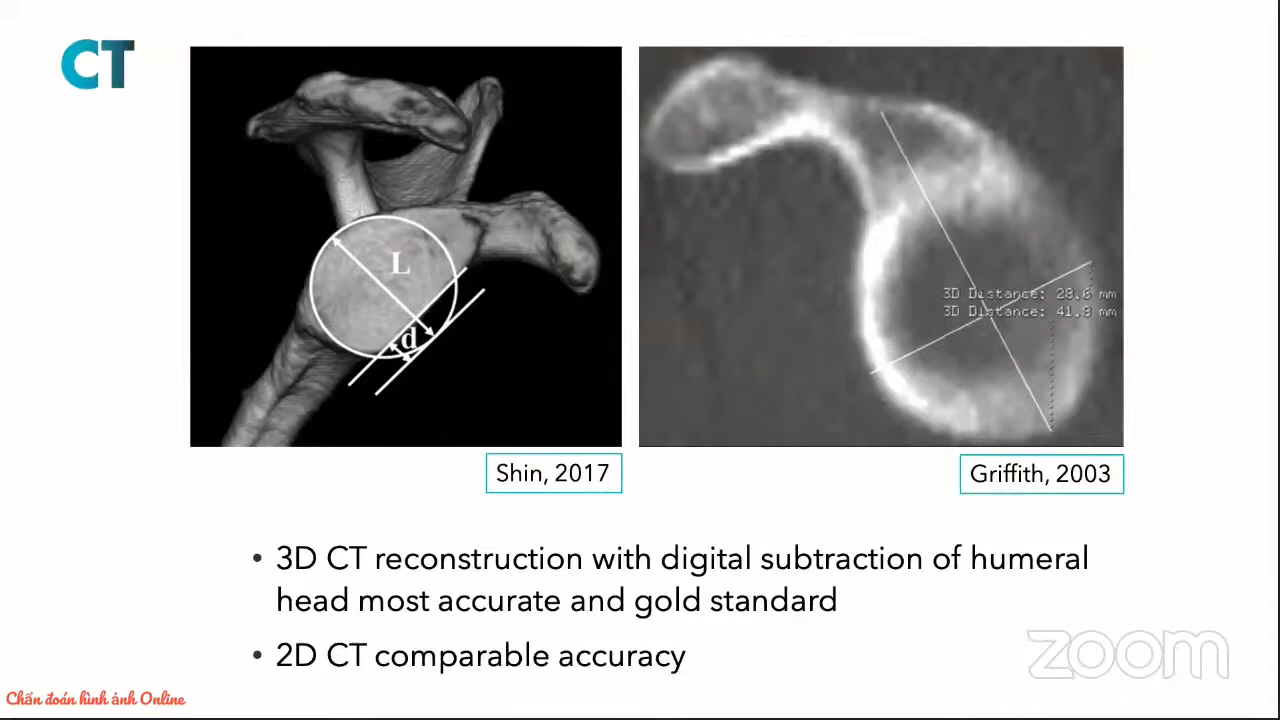 CT
L
d
3D Distance: 28.6 mm
3D Distance: 41.8 mm
Shin, 2017
Griffith, 2003
• 3D CT reconstruction with digital subtraction of humeral
head most accurate and gold standard
• 2D CT comparable accuracy
zoom
Chẩn đoán hình ảnh Online